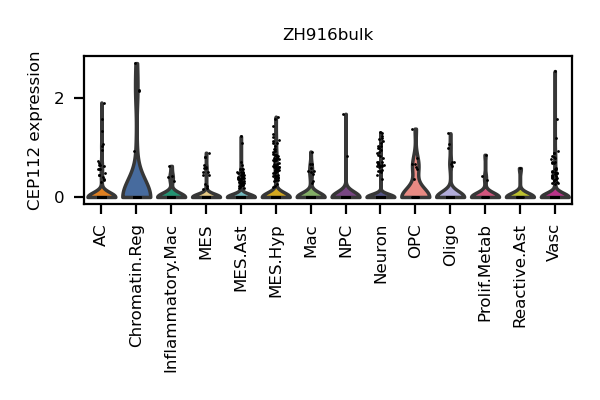 ZH916bulk
CEP112 expression
2
0
AC
Chromatin.Reg
Inflammatory.Mac
MES
MES.Ast
MES.Hyp
Mac
NPC
Neuron
OPC
Oligo
Prolif.Metab
Reactive.Ast
Vasc